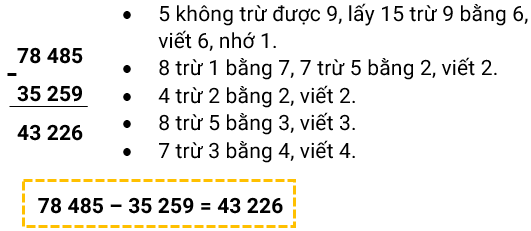 78 485
-
35 259
43 226
• 5 không trừ được 9, lấy 15 trừ 9 bằng 6,
viết 6, nhớ 1.
• 8 trừ 1 bằng 7, 7 trừ 5 bằng 2, viết 2.
• 4 trừ 2 bằng 2, viết 2.
• 8 trừ 5 bằng 3, viết 3.
• 7 trừ 3 bằng 4, viết 4.
78 485 – 35 259 = 43 226